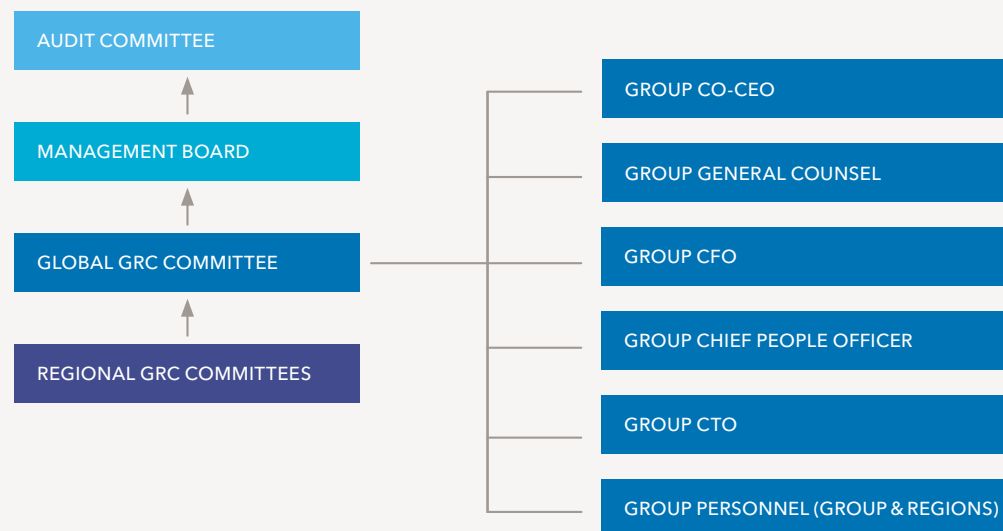 AUDIT COMMITTEE
MANAGEMENT BOARD
GLOBAL GRC COMMITTEE
REGIONAL GRC COMMITTEES
GROUP CO-CEO
GROUP GENERAL COUNSEL
GROUP CFO
GROUP CHIEF PEOPLE OFFICER
GROUP CTO
GROUP PERSONNEL (GROUP & REGIONS)